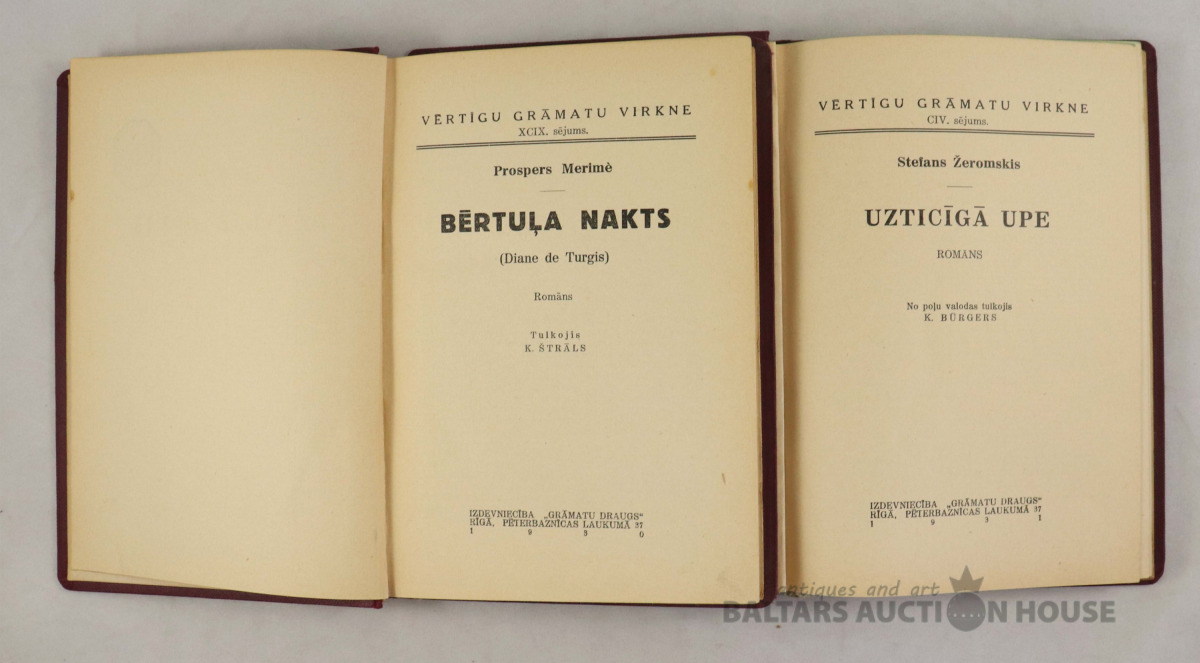 VĒRTĪGU GRĀMATU VIRKNE
XCIX. sējums.
Prospers Merimè
BĒRTUĻA NAKTS
(Diane de Turgis)
Romāns
Tulkojis
K. ŠTRĀLS
IZDEVNIECĪBA „GRĀMATU DRAUGS“
RĪGĀ, PĒTERBAZNĪCAS LAUKUMĀ 37
1 9 3 0
VĒRTĪGU GRĀMATU VIRKNE
CIV. sējums.
Stefans Žeromskis
UZTICĪGĀ UPE
ROMĀNS
No poļu valodas tulkojis
K. BŪRGERS
IZDEVNIECĪBA „GRĀMATU DRAUGS“
RĪGĀ, PĒTERBAZNĪCAS LAUKUMĀ 37
1 9 3 1
antiques and art
BALTARS AUCTION HOUSE